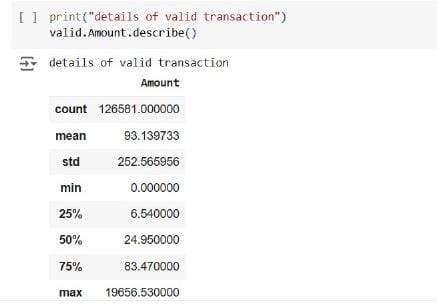 [ ] print("details of valid transaction")
valid.Amount.describe()
details of valid transaction
Amount
count 126581.000000
mean 93.139733
std 252.565956
min 0.000000
25% 6.540000
50% 24.950000
75% 83.470000
max 19656.530000